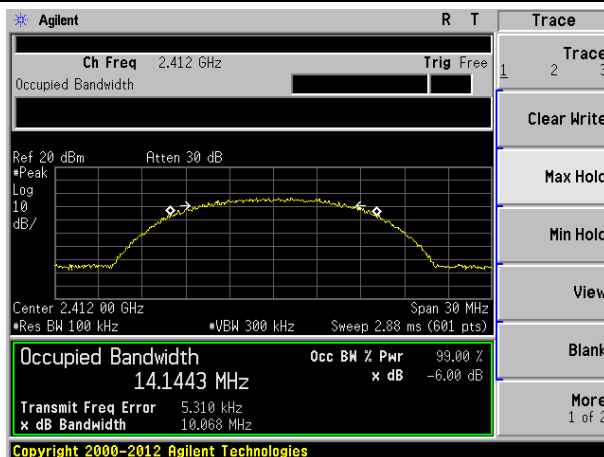 Agilent R T Trace
Ch Freq 2.412 GHz Trig Free
Occupied Bandwidth
Trace
1 2 3
Clear Write
Max Hold
Min Hold
View
Blank
More
1 of 2
Ref 20 dBm Atten 30 dB
#Peak
Log
10
dB/
Center 2.412 00 GHz Span 30 MHz
#Res BW 100 kHz #VBW 300 kHz Sweep 2.88 ms (601 pts)
Occupied Bandwidth Occ BW % Pwr 99.00 %
14.1443 MHz x dB -6.00 dB
Transmit Freq Error 5.310 kHz
x dB Bandwidth 10.068 MHz
Copyright 2000-2012 Agilent Technologies